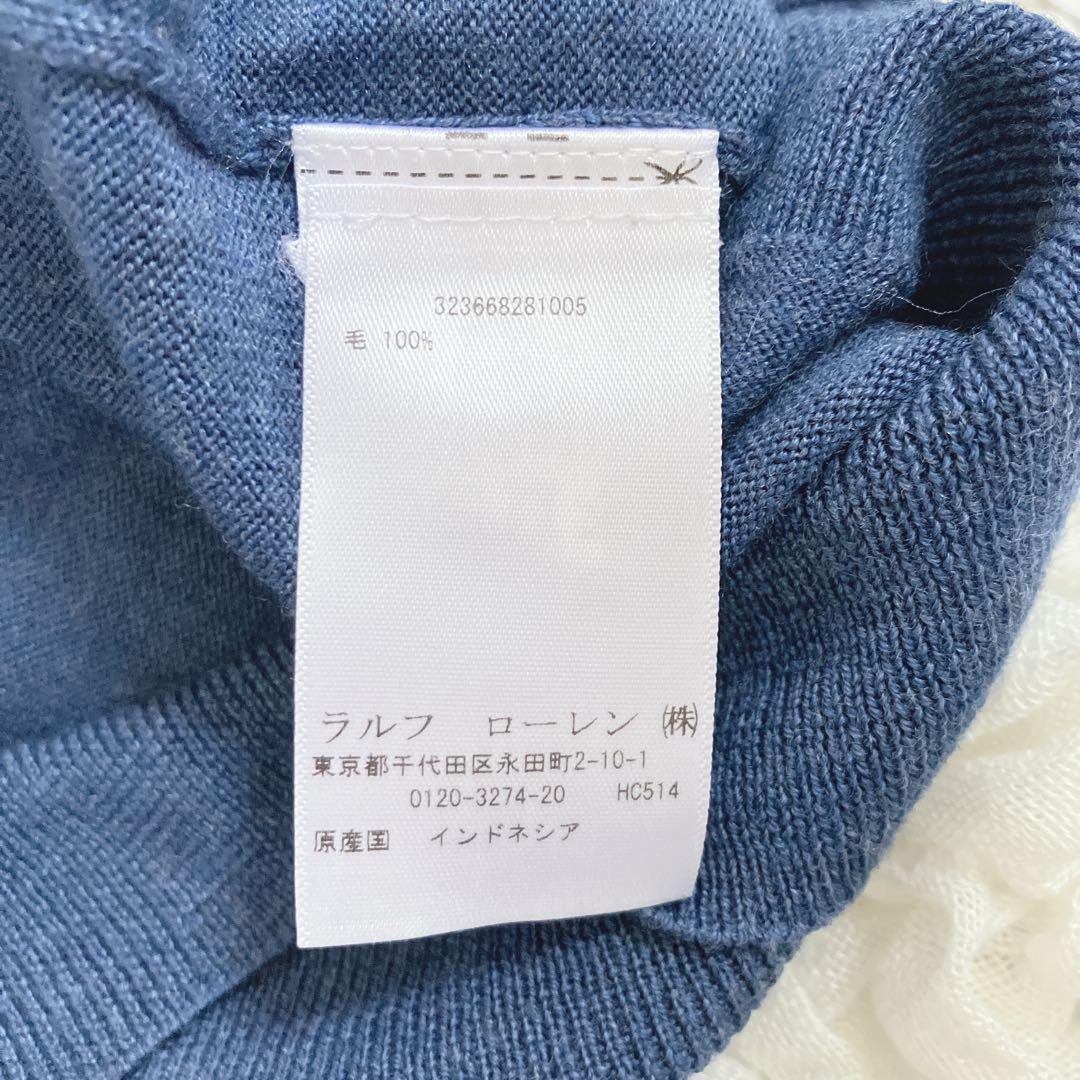 323668281005
毛 100%
ラルフ ローレン ㈱
東京都千代田区永田町2-10-1
0120-3274-20 HC514
原産国 インドネシア